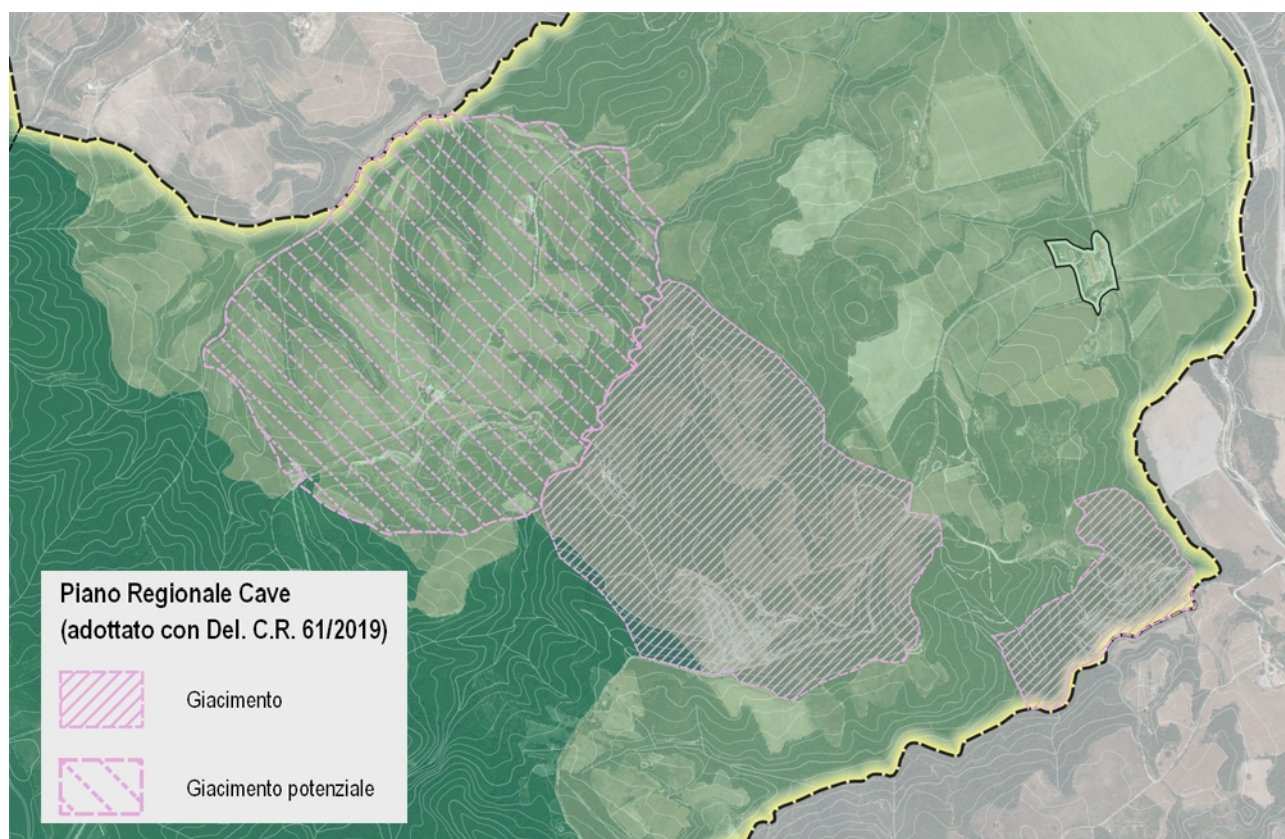 Piano Regionale Cave
(adottato con Del. C.R. 61/2019)
Giacimento
Giacimento potenziale